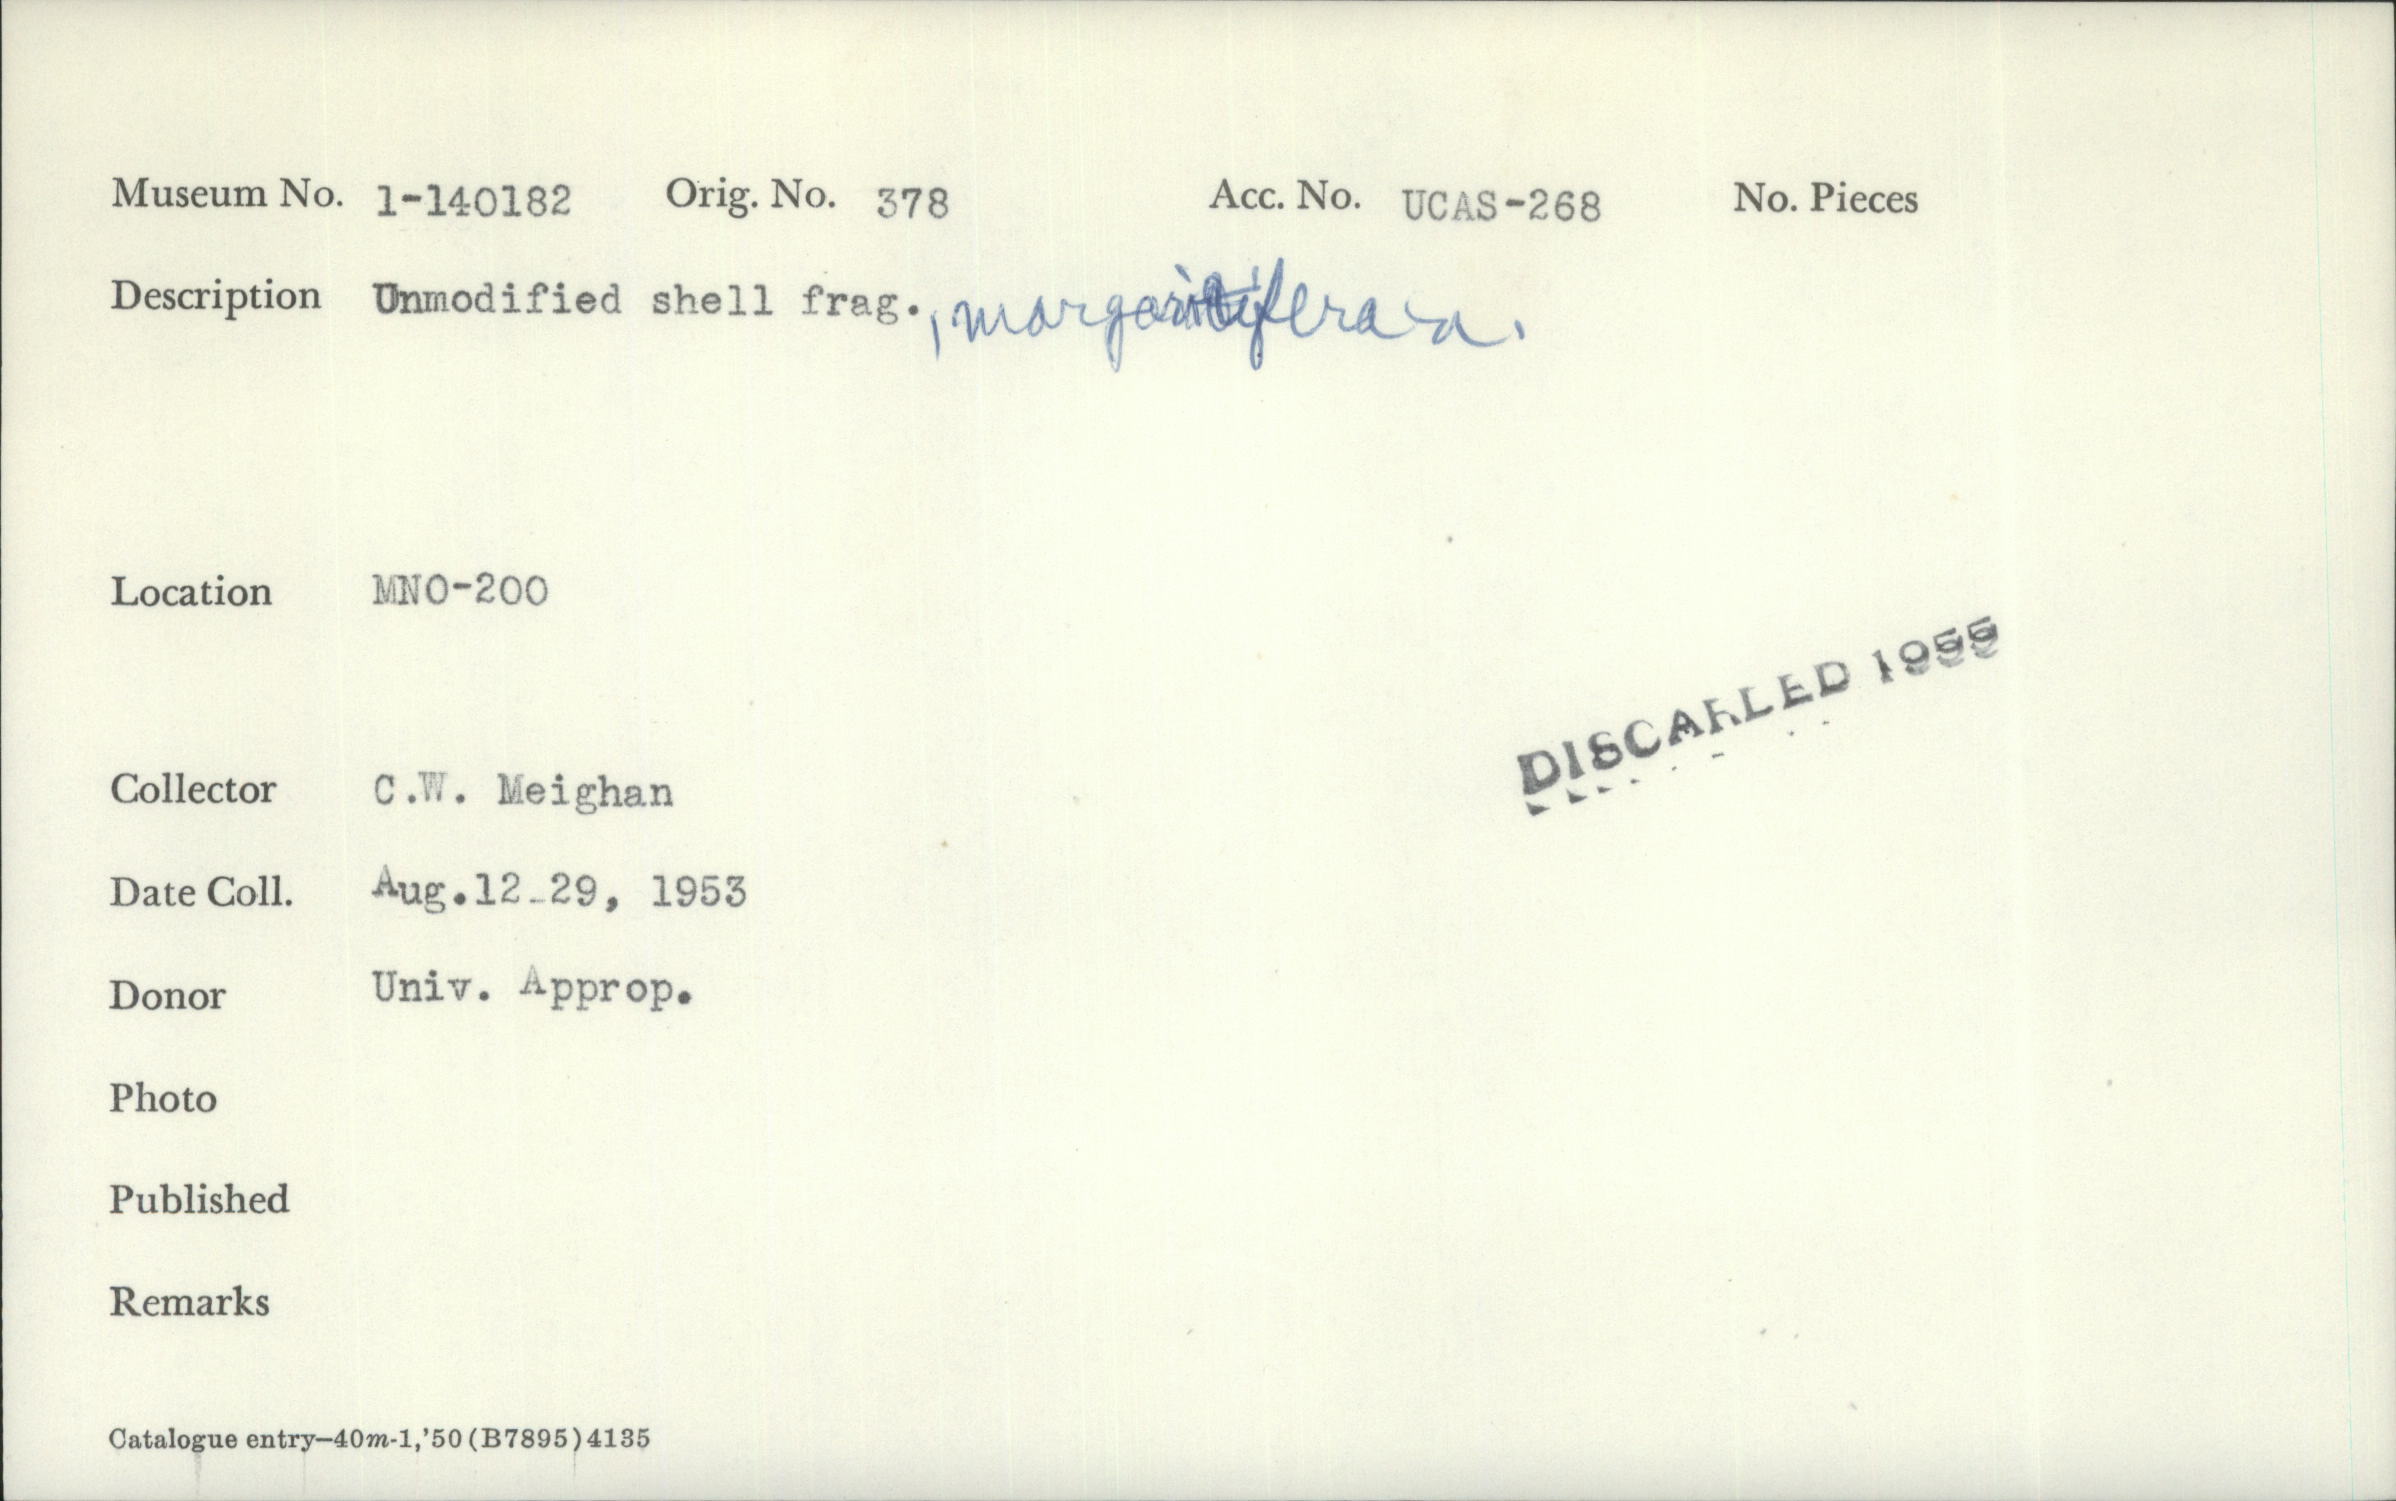 Museum No. 1-140182 Orig. No. 378 Acc. No. UCAS-268 No. Pieces
Description Unmodified shell frag.,
Location MNO-200
DISCARDED 1955
Collector C.W. Meighan
Date Coll. Aug.12-29, 1953
Donor Univ. Approp.
Photo
Published
Remarks
Catalogue entry—40m-1,'50(B7895)4135